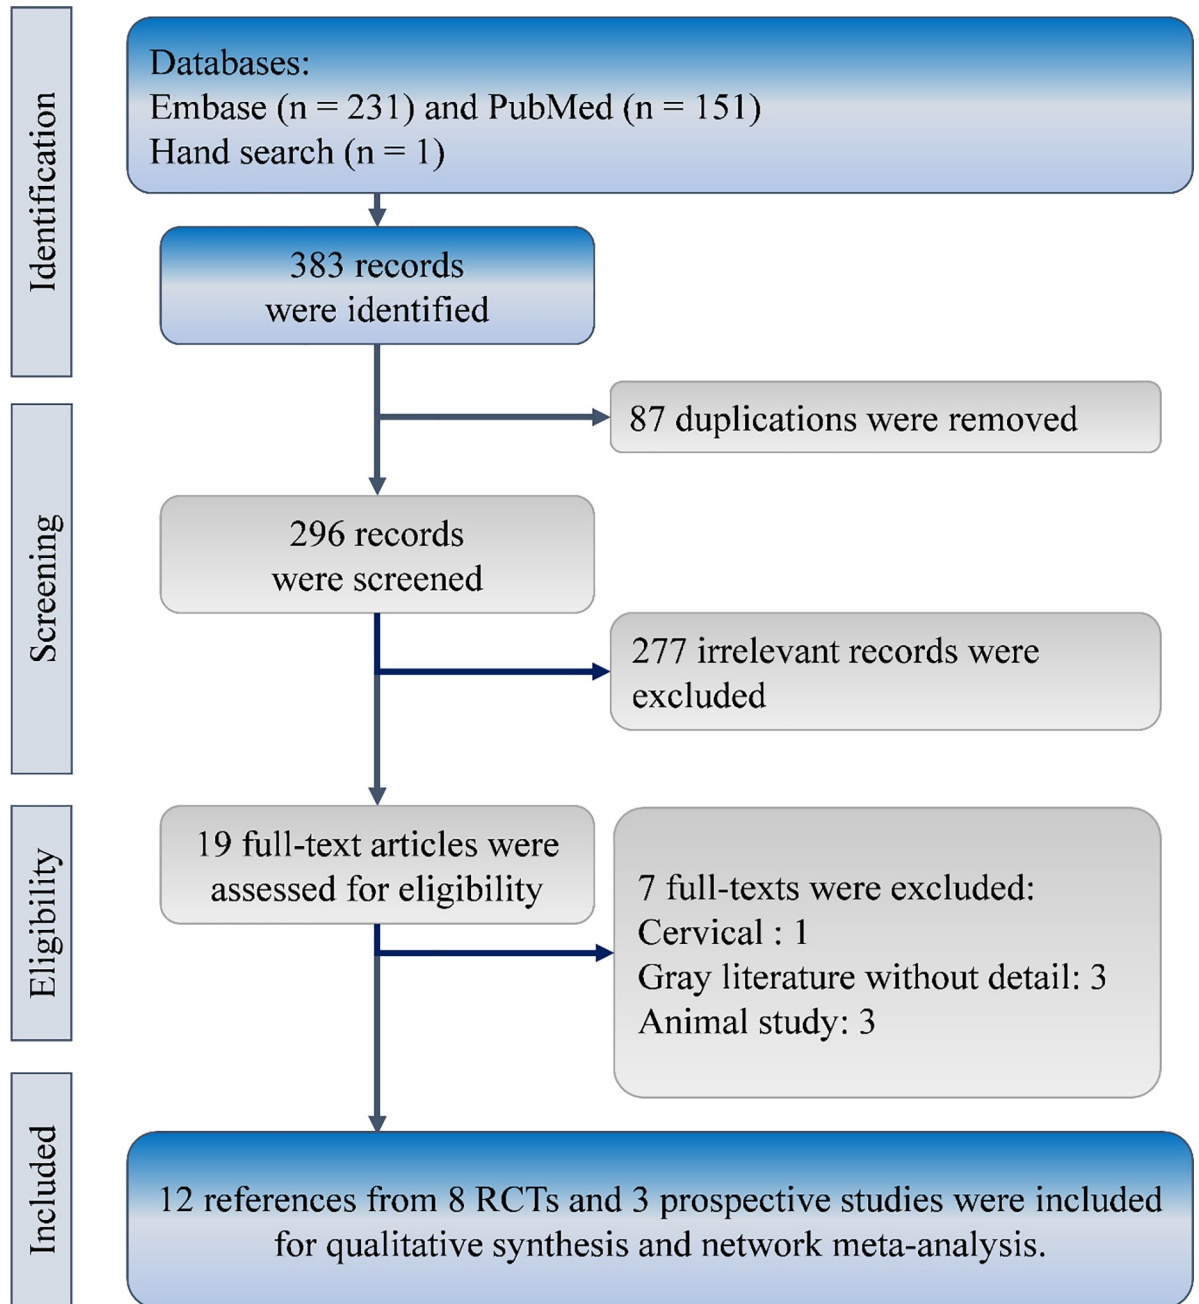 Identification
Databases:
Embase (n = 231) and PubMed (n = 151)
Hand search (n = 1)
383 records
were identified
87 duplications were removed
Screening
296 records
were screened
277 irrelevant records were
excluded
Eligibility
19 full-text articles were
assessed for eligibility
7 full-texts were excluded:
Cervical : 1
Gray literature without detail: 3
Animal study: 3
Included
12 references from 8 RCTs and 3 prospective studies were included
for qualitative synthesis and network meta-analysis.